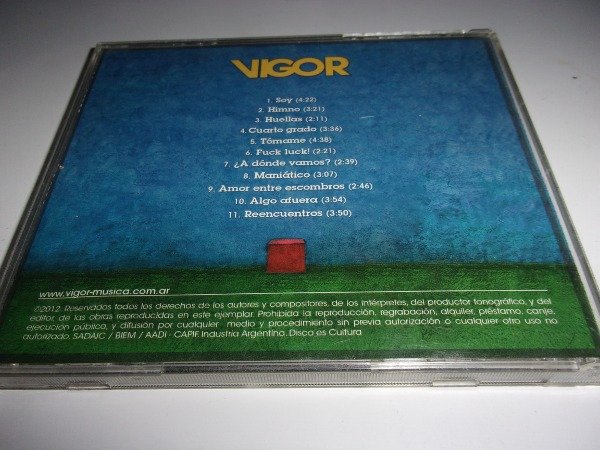 VIGOR
1. Soy (4:22)
2. Himno (3:21)
3. Huellas (2:11)
4. Cuarto grado (3:36)
5. Tómame (4:38)
6. Fuck luck! (2:21)
7. ¿A dónde vamos? (2:39)
8. Maniático (3:07)
9. Amor entre escombros (2:46)
10. Algo afuera (3:54)
11. Reencuentros (3:50)
www.vigor-musica.com.ar
©2012. Reservados todos los derechos de los autores y compositores, de los intérpretes, del productor fonográfico, y del
editor, de las obras reproducidas en este ejemplar. Prohibida la reproducción, regrabación, alquiler, préstamo, canje,
ejecución pública, y difusión por cualquier medio y procedimiento sin previa autorización o cualquier otro uso no
autorizado. SADAIC / BIEM / AADI - CAPIF. Industria Argentina. Disco es Cultura